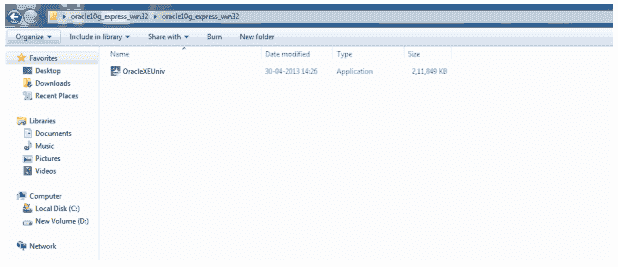 oracle10g_express_win32 ▸ oracle10g_express_win32
Organize Include in library Share with Burn New folder
Name Date modified Type Size
OracleXEUniv 30-04-2013 14:26 Application 2,11,849 KB
Favorites
Desktop
Downloads
Recent Places
Libraries
Documents
Music
Pictures
Videos
Computer
Local Disk (C:)
New Volume (D:)
Network